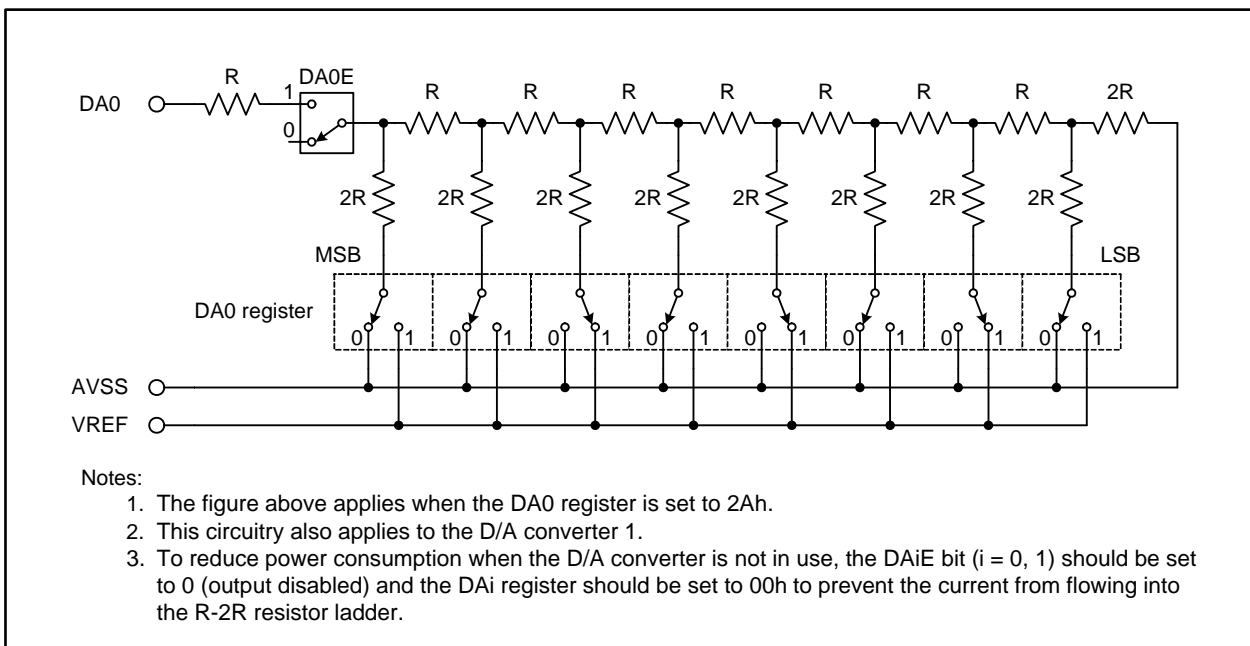 R DA0E R R R R R R R 2R
DA0 1
0
2R 2R 2R 2R 2R 2R 2R 2R
MSB LSB
DA0 register
0 1 0 1 0 1 0 1 0 1 0 1 0 1 0 1
AVSS
VREF
Notes:
1. The figure above applies when the DA0 register is set to 2Ah.
2. This circuitry also applies to the D/A converter 1.
3. To reduce power consumption when the D/A converter is not in use, the DAiE bit (i = 0, 1) should be set
to 0 (output disabled) and the DAi register should be set to 00h to prevent the current from flowing into
the R-2R resistor ladder.